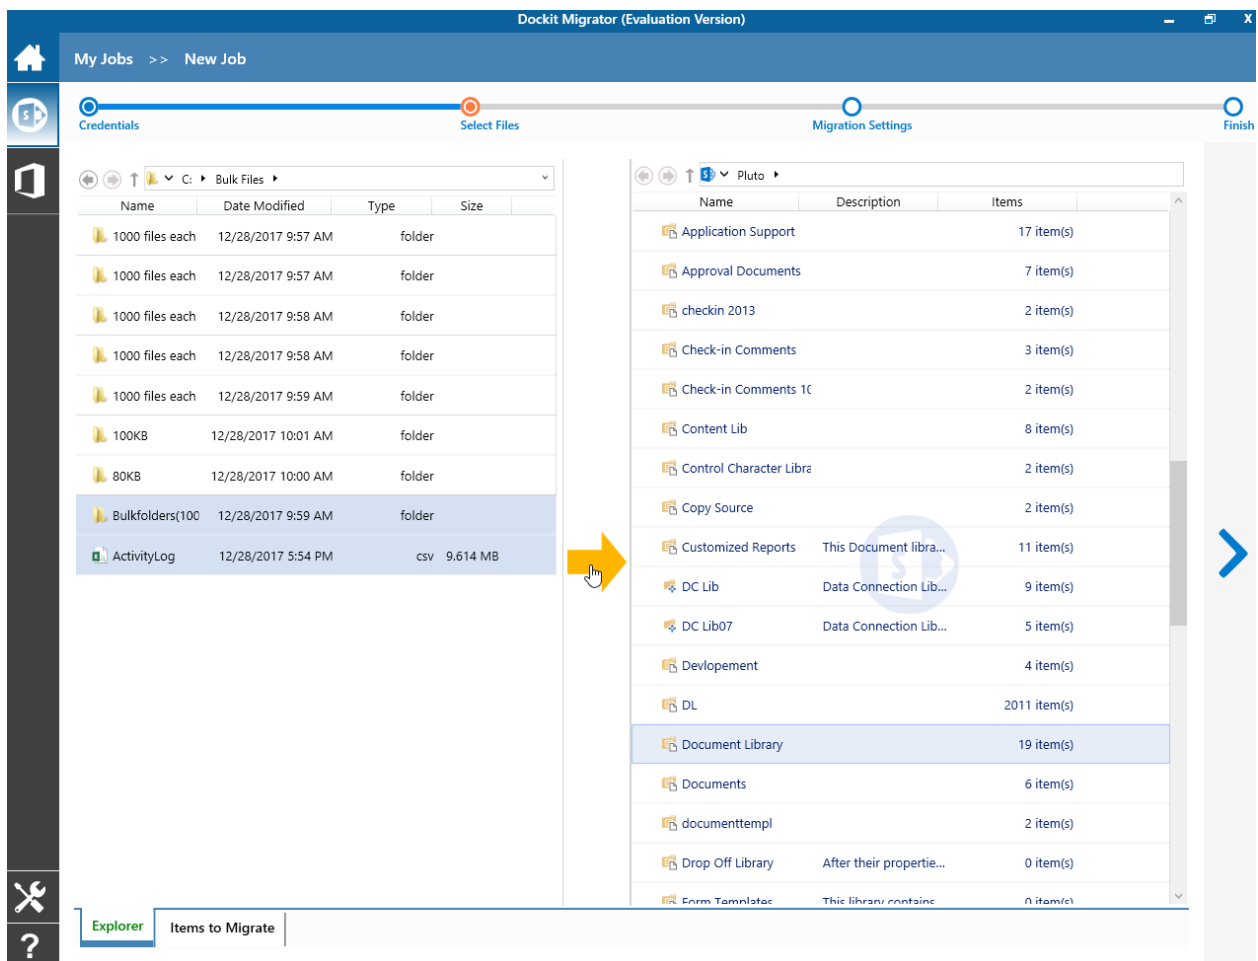 Dockit Migrator (Evaluation Version)
My Jobs >> New Job
Credentials Select Files Migration Settings Finish
C: Bulk Files
Name Date Modified Type Size
1000 files each 12/28/2017 9:57 AM folder
1000 files each 12/28/2017 9:57 AM folder
1000 files each 12/28/2017 9:58 AM folder
1000 files each 12/28/2017 9:58 AM folder
1000 files each 12/28/2017 9:59 AM folder
100KB 12/28/2017 10:01 AM folder
80KB 12/28/2017 10:00 AM folder
Bulkfolders(100 12/28/2017 9:59 AM folder
ActivityLog 12/28/2017 5:54 PM csv 9.614 MB
Pluto
Name Description Items
Application Support 17 item(s)
Approval Documents 7 item(s)
checkin 2013 2 item(s)
Check-in Comments 3 item(s)
Check-in Comments 10 2 item(s)
Content Lib 8 item(s)
Control Character Libra 2 item(s)
Copy Source 2 item(s)
Customized Reports This Document libra... 11 item(s)
DC Lib Data Connection Lib... 9 item(s)
DC Lib07 Data Connection Lib... 5 item(s)
Devlopement 4 item(s)
DL 2011 item(s)
Document Library 19 item(s)
Documents 6 item(s)
documenttempl 2 item(s)
Drop Off Library After their propertie... 0 item(s)
Form Templates This library contains 0 item(s)
Explorer Items to Migrate